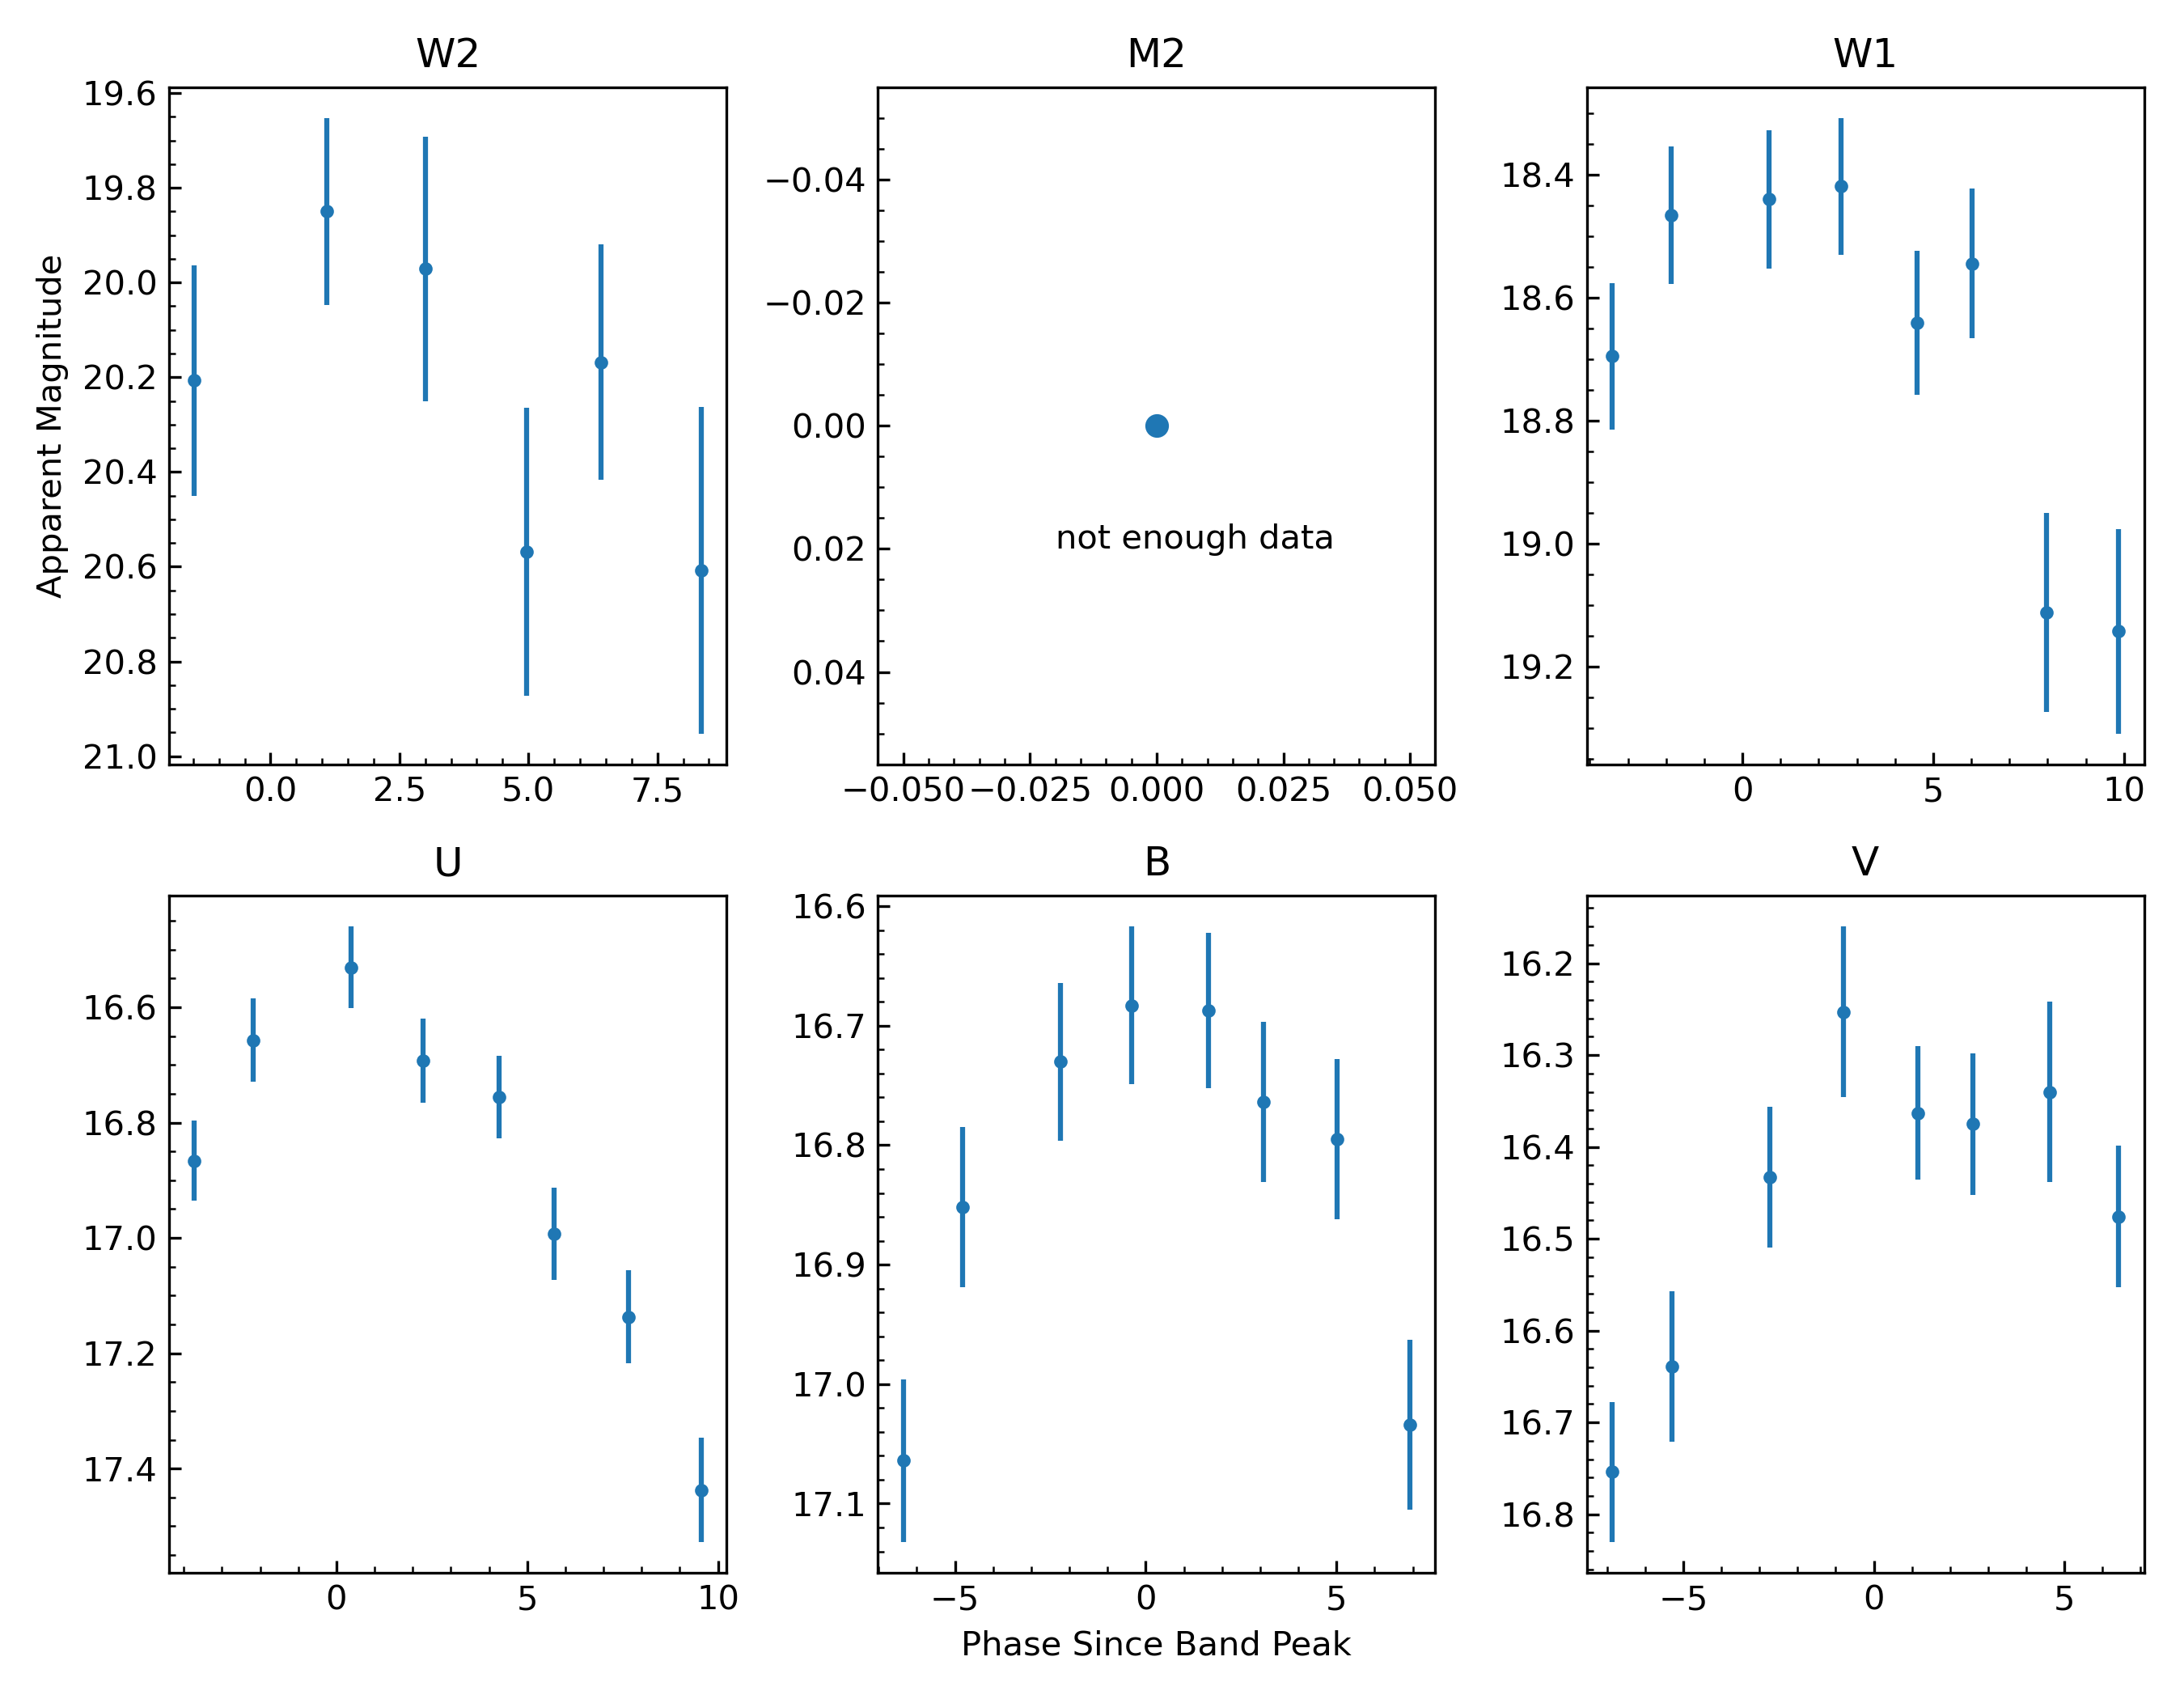 W2
M2
W1
Apparent Magnitude
19.6
19.8
20.0
20.2
20.4
20.6
20.8
21.0
0.0 2.5 5.0 7.5
−0.04
−0.02
0.00
0.02
0.04
not enough data
−0.050 −0.025 0.000 0.025 0.050
18.4
18.6
18.8
19.0
19.2
0 5 10
U
B
V
16.6
16.8
17.0
17.2
17.4
0 5 10
16.6
16.7
16.8
16.9
17.0
17.1
−5 0 5
16.2
16.3
16.4
16.5
16.6
16.7
16.8
−5 0 5
Phase Since Band Peak